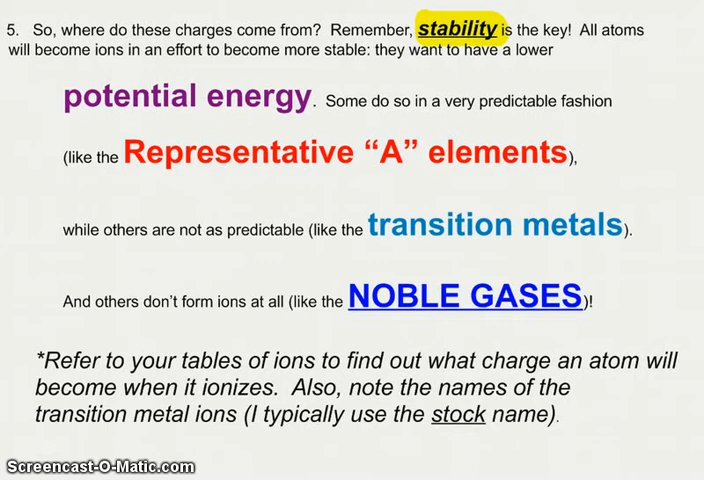 5. So, where do these charges come from? Remember, stability is the key! All atoms
will become ions in an effort to become more stable: they want to have a lower
potential energy. Some do so in a very predictable fashion
(like the Representative “A” elements),
while others are not as predictable (like the transition metals).
And others don’t form ions at all (like the NOBLE GASES)!
*Refer to your tables of ions to find out what charge an atom will
become when it ionizes. Also, note the names of the
transition metal ions (I typically use the stock name).
Screencast-O-Matic.com